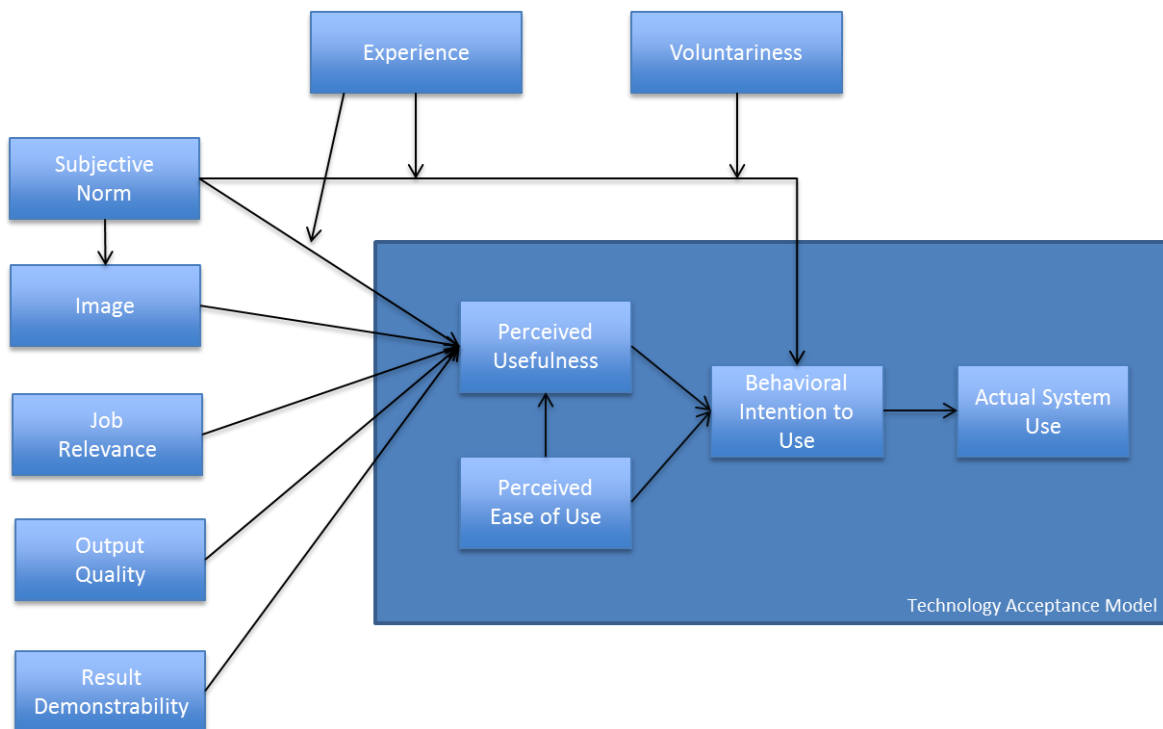 Experience
Voluntariness
Subjective
Norm
Image
Perceived
Usefulness
Behavioral
Intention to
Use
Actual System
Use
Job
Relevance
Perceived
Ease of Use
Output
Quality
Technology Acceptance Model
Result
Demonstrability